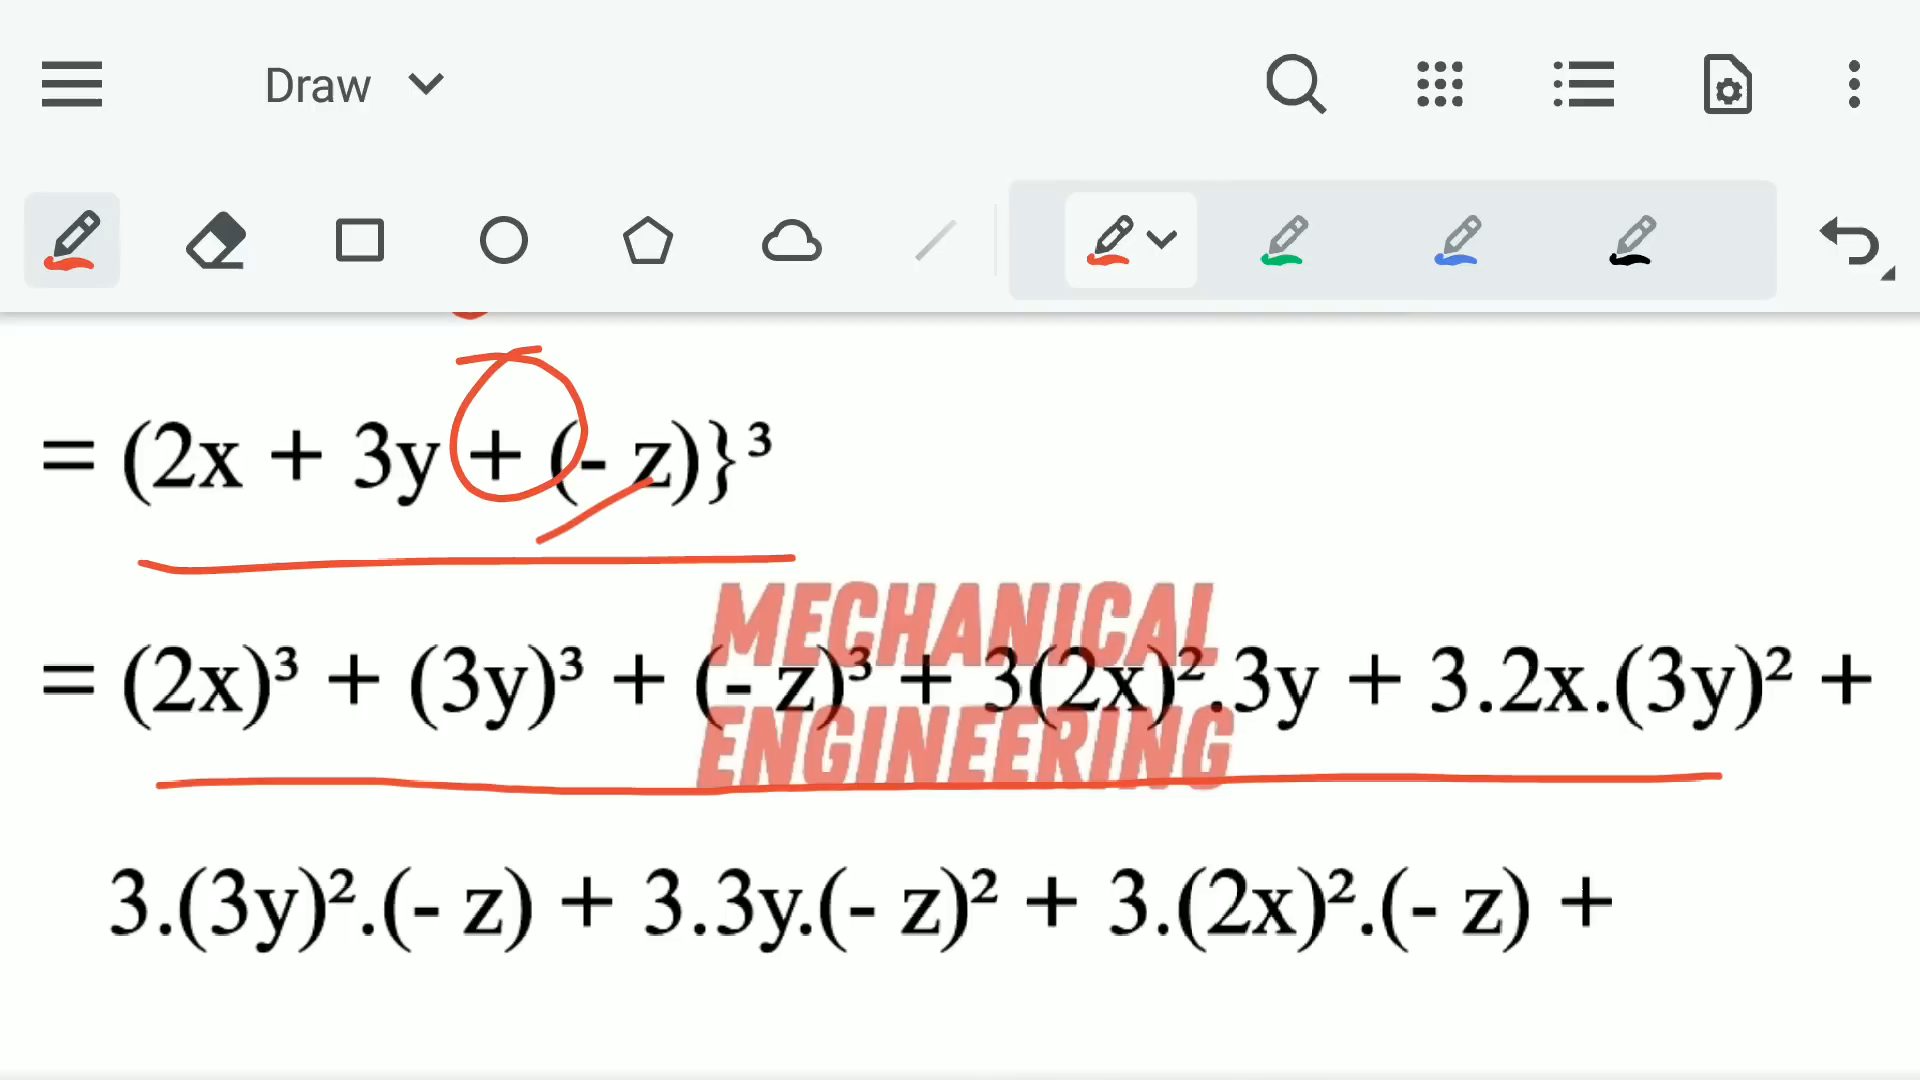 Draw
= (2x + 3y + (- z)}³
= (2x)³ + (3y)³ + (- z)³ + 3(2x)².3y + 3.2x.(3y)² +
MECHANICAL
ENGINEERING
3.(3y)².(- z) + 3.3y.(- z)² + 3.(2x)².(- z) +